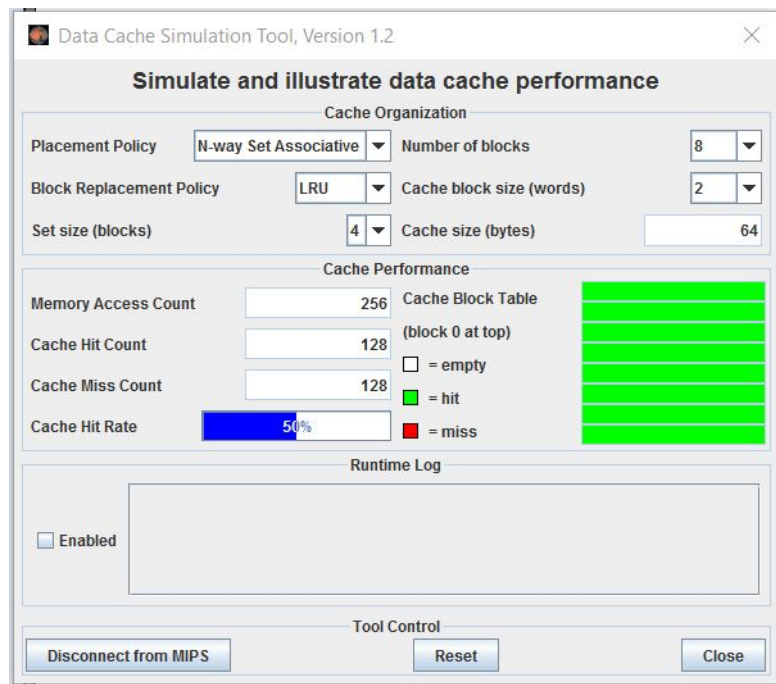 Data Cache Simulation Tool, Version 1.2
Simulate and illustrate data cache performance
Cache Organization
Placement Policy N-way Set Associative Number of blocks 8
Block Replacement Policy LRU Cache block size (words) 2
Set size (blocks) 4 Cache size (bytes) 64
Cache Performance
Memory Access Count 256 Cache Block Table
(block 0 at top)
Cache Hit Count 128
= empty
Cache Miss Count 128
= hit
Cache Hit Rate 50%
= miss
Runtime Log
Enabled
Tool Control
Disconnect from MIPS Reset Close